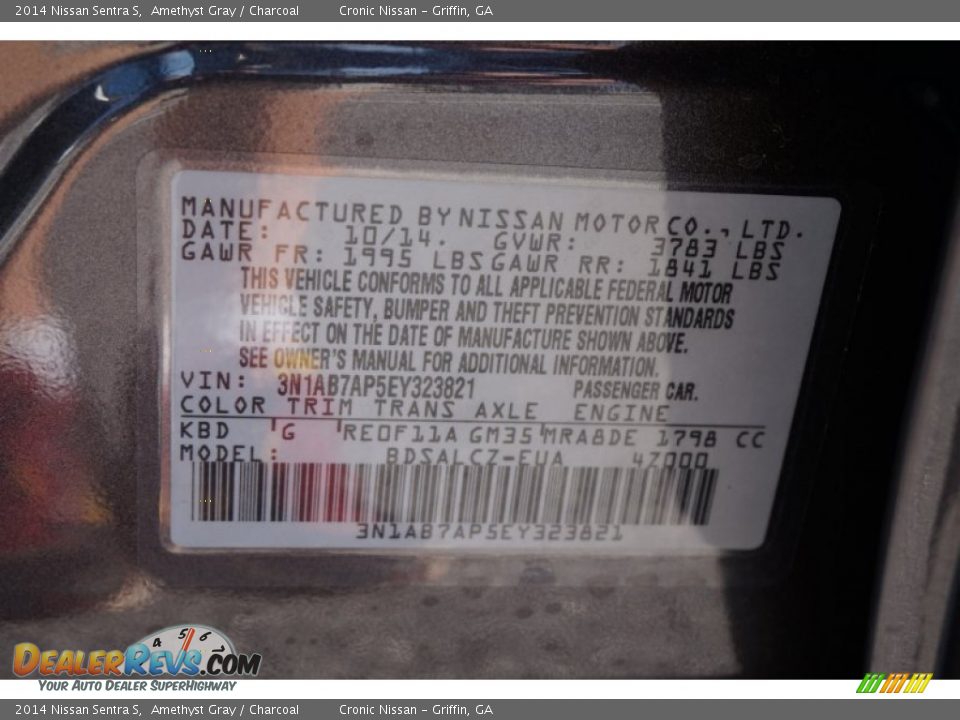 2014 Nissan Sentra S, Amethyst Gray / Charcoal Cronic Nissan - Griffin, GA
MANUFACTURED BY NISSAN MOTOR CO., LTD.
DATE: 10/14. GVWR: 3783 LBS
GAWR FR: 1995 LBS GAWR RR: 1841 LBS
THIS VEHICLE CONFORMS TO ALL APPLICABLE FEDERAL MOTOR
VEHICLE SAFETY, BUMPER AND THEFT PREVENTION STANDARDS
IN EFFECT ON THE DATE OF MANUFACTURE SHOWN ABOVE.
SEE OWNER'S MANUAL FOR ADDITIONAL INFORMATION.
VIN: 3N1AB7AP5EY323821 PASSENGER CAR.
COLOR TRIM TRANS AXLE ENGINE
KBD G RE0F11A GM35 MRA8DE 1798 CC
MODEL: BDSALCZ-EUA 4Z000
3N1AB7AP5EY323821
4 5 6
DEALERREVS.COM
YOUR AUTO DEALER SUPERHIGHWAY
2014 Nissan Sentra S, Amethyst Gray / Charcoal Cronic Nissan - Griffin, GA